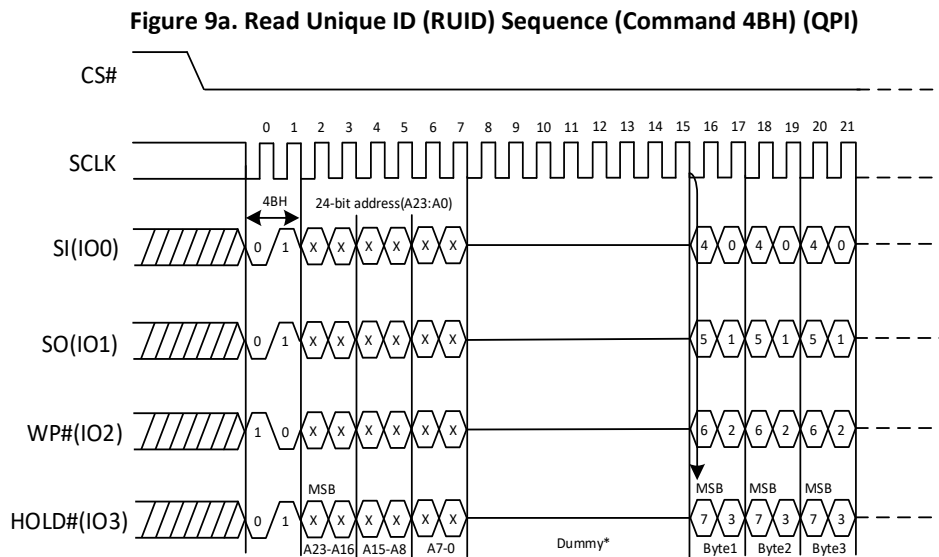 Figure 9a. Read Unique ID (RUID) Sequence (Command 4BH) (QPI)
CS#
0 1 2 3 4 5 6 7 8 9 10 11 12 13 14 15 16 17 18 19 20 21
SCLK
4BH 24-bit address(A23:A0)
SI(IO0) 0 1 X X X X X X 4 0 4 0 4 0
SO(IO1) 0 1 X X X X X X 5 1 5 1 5 1
WP#(IO2) 1 0 X X X X X X 6 2 6 2 6 2
MSB MSB MSB MSB
HOLD#(IO3) 0 1 X X X X X X 7 3 7 3 7 3
A23-A16 A15-A8 A7-0 Dummy* Byte1 Byte2 Byte3